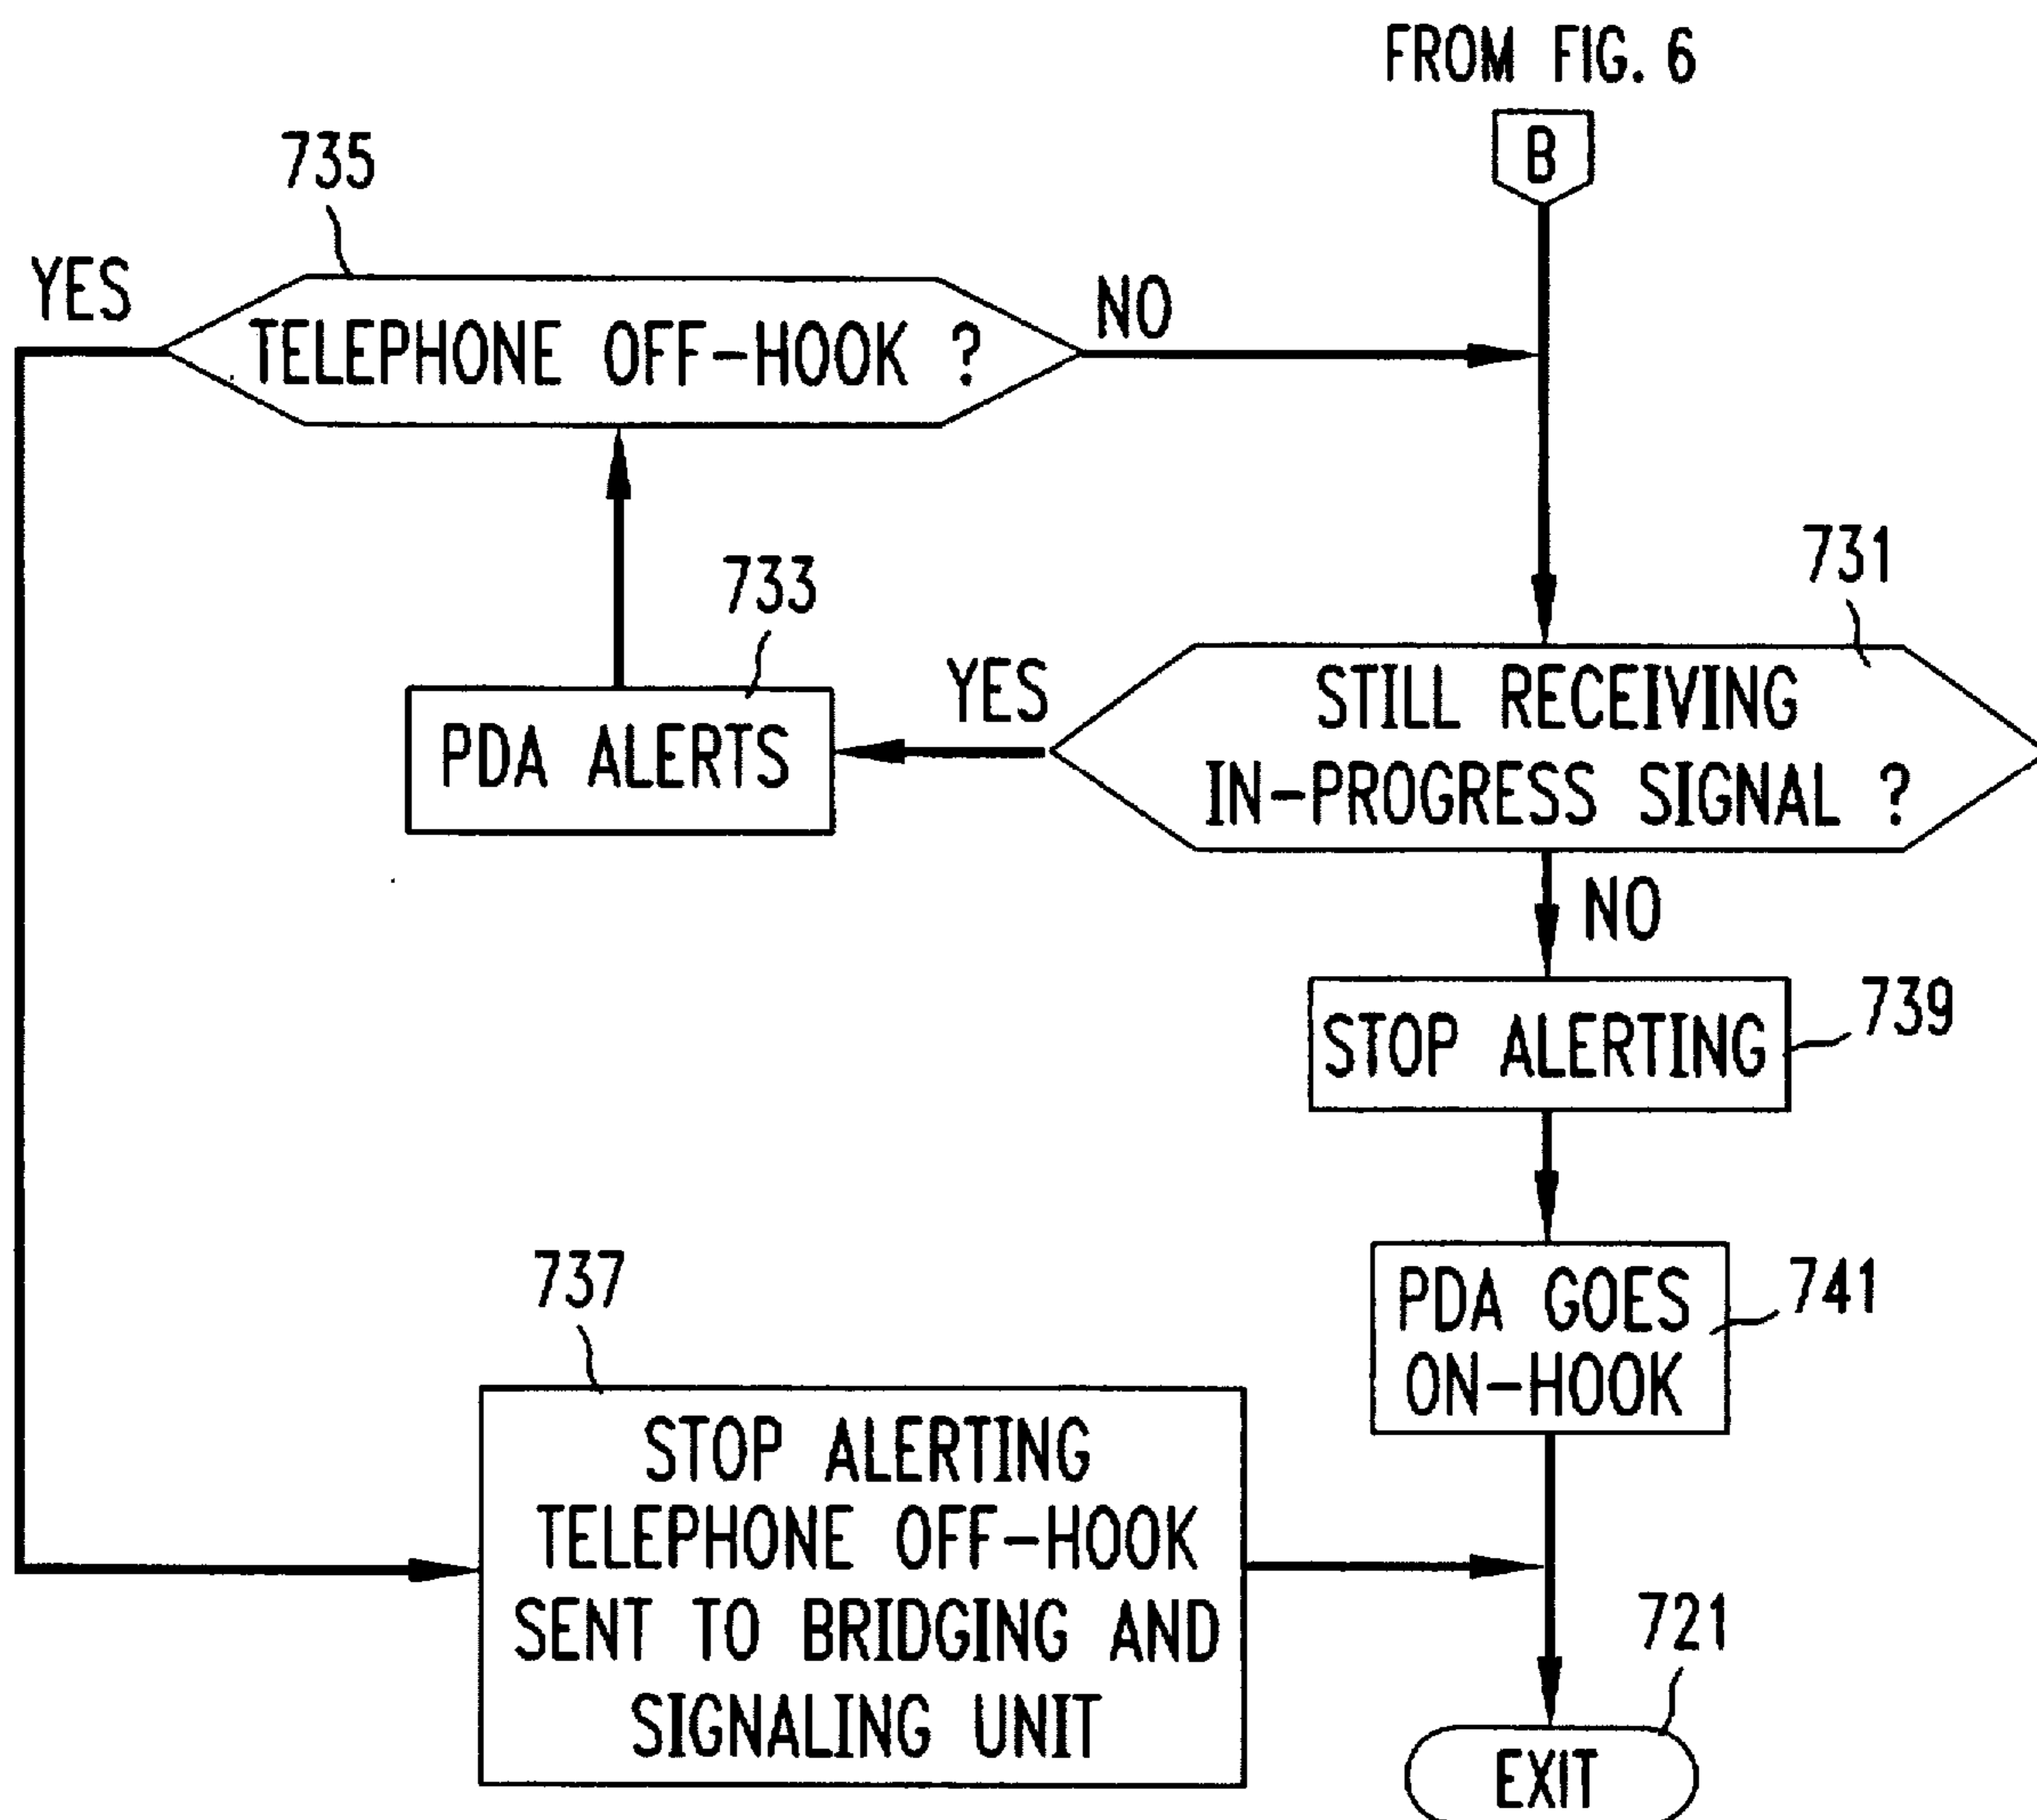 FROM FIG. 6
B
735
YES
TELEPHONE OFF-HOOK ?
NO
731
733
YES
STILL RECEIVING
IN-PROGRESS SIGNAL ?
PDA ALERTS
NO
739
STOP ALERTING
741
PDA GOES
ON-HOOK
737
STOP ALERTING
TELEPHONE OFF-HOOK
SENT TO BRIDGING AND
SIGNALING UNIT
721
EXIT